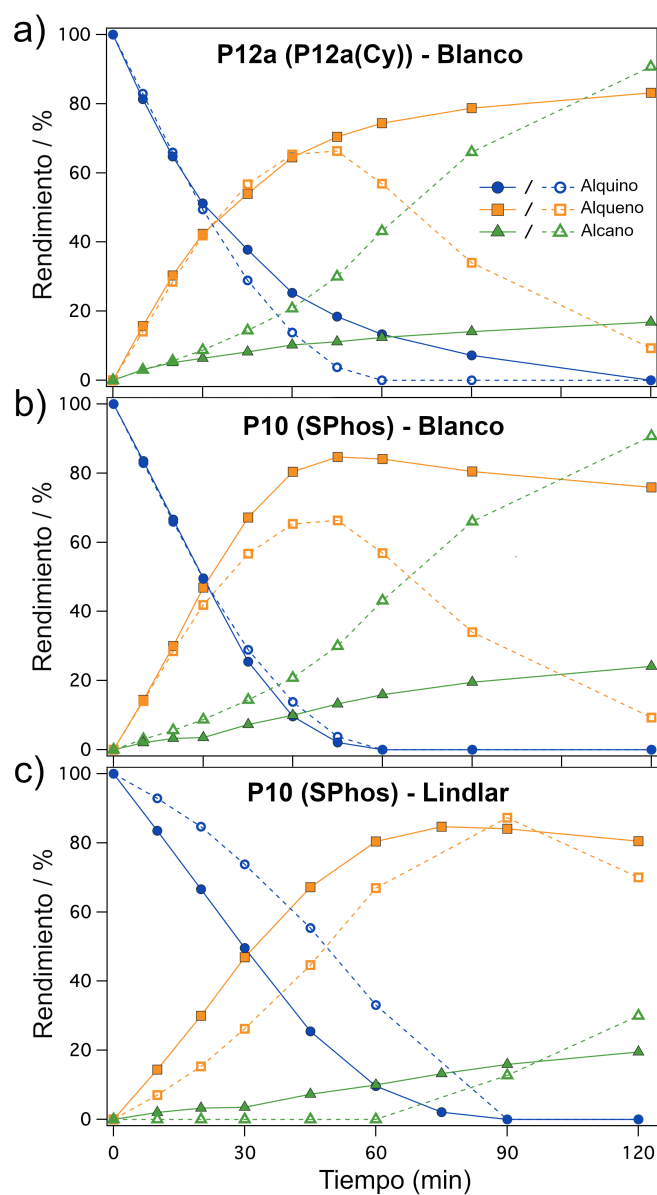 a)
P12a (P12a(Cy)) - Blanco
100
80
60
40
20
0
Rendimiento / %
/ Alquino
/ Alqueno
/ Alcano
b)
P10 (SPhos) - Blanco
100
80
60
40
20
0
Rendimiento / %
c)
P10 (SPhos) - Lindlar
100
80
60
40
20
0
Rendimiento / %
0 30 60 90 120
Tiempo (min)